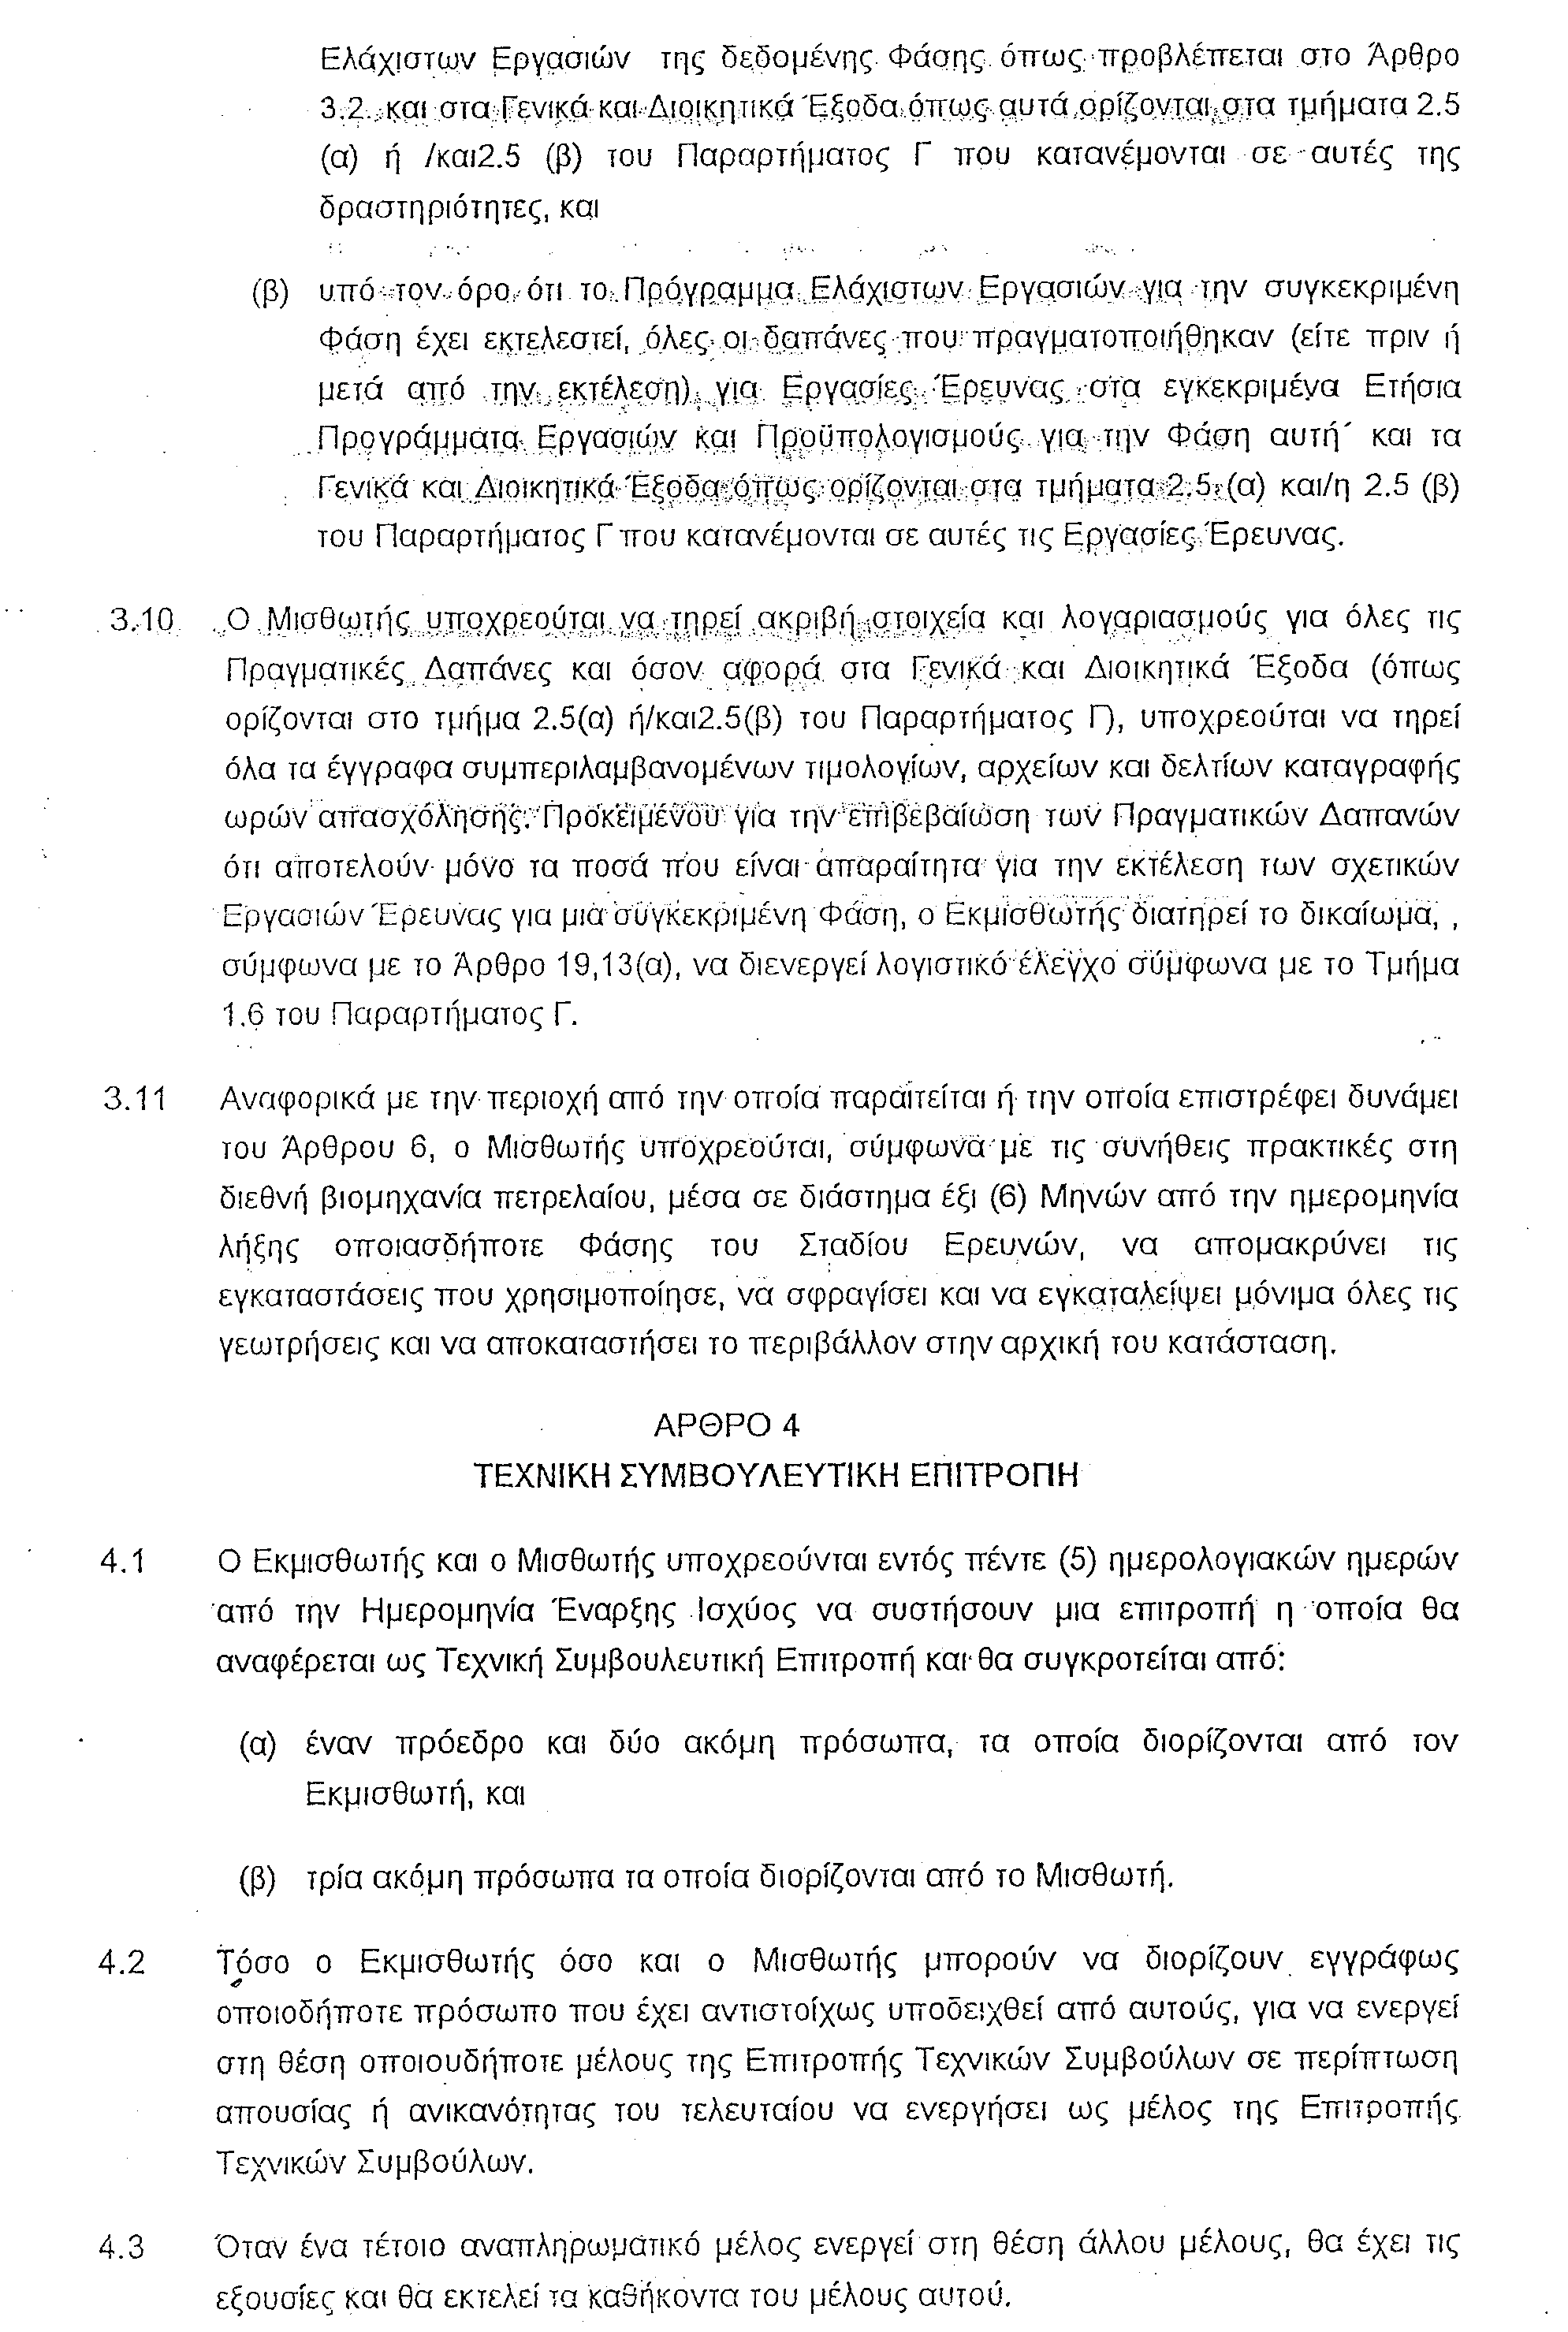 Ελάχιστων Εργασιών της δεδομένης Φάσης όπως προβλέπεται στο Άρθρο
3.2. και στα Γενικά και Διοικητικά Έξοδα όπως αυτά ορίζονται στα τμήματα 2.5
(α) ή /και2.5 (β) του Παραρτήματος Γ που κατανέμονται σε αυτές της
δραστηριότητες, και
(β) υπό τον όρο ότι το Πρόγραμμα Ελάχιστων Εργασιών για την συγκεκριμένη
Φάση έχει εκτελεστεί, όλες οι δαπάνες που πραγματοποιήθηκαν (είτε πριν ή
μετά από την εκτέλεση) για Εργασίες Έρευνας στα εγκεκριμένα Ετήσια
Προγράμματα Εργασιών και Προϋπολογισμούς για την Φάση αυτή και τα
Γενικά και Διοικητικά Έξοδα όπως ορίζονται στα τμήματα 2.5 (α) και/η 2.5 (β)
του Παραρτήματος Γ που κατανέμονται σε αυτές τις Εργασίες Έρευνας.
3.10 Ο Μισθωτής υποχρεούται να τηρεί ακριβή στοιχεία και λογαριασμούς για όλες τις
Πραγματικές Δαπάνες και όσον αφορά στα Γενικά και Διοικητικά Έξοδα (όπως
ορίζονται στο τμήμα 2.5(α) ή/και2.5(β) του Παραρτήματος Γ), υποχρεούται να τηρεί
όλα τα έγγραφα συμπεριλαμβανομένων τιμολογίων, αρχείων και δελτίων καταγραφής
ωρών απασχόλησης. Προκειμένου για την επιβεβαίωση των Πραγματικών Δαπανών
ότι αποτελούν μόνο τα ποσά που είναι απαραίτητα για την εκτέλεση των σχετικών
Εργασιών Έρευνας για μια συγκεκριμένη Φάση, ο Εκμισθωτής διατηρεί το δικαίωμα, ,
σύμφωνα με το Άρθρο 19,13(α), να διενεργεί λογιστικό έλεγχο σύμφωνα με το Τμήμα
1.6 του Παραρτήματος Γ.
3.11 Αναφορικά με την περιοχή από την οποία παραιτείται ή την οποία επιστρέφει δυνάμει
του Άρθρου 6, ο Μισθωτής υποχρεούται, σύμφωνα με τις συνήθεις πρακτικές στη
διεθνή βιομηχανία πετρελαίου, μέσα σε διάστημα έξι (6) Μηνών από την ημερομηνία
λήξης οποιασδήποτε Φάσης του Σταδίου Ερευνών, να απομακρύνει τις
εγκαταστάσεις που χρησιμοποίησε, να σφραγίσει και να εγκαταλείψει μόνιμα όλες τις
γεωτρήσεις και να αποκαταστήσει το περιβάλλον στην αρχική του κατάσταση.
ΑΡΘΡΟ 4
ΤΕΧΝΙΚΗ ΣΥΜΒΟΥΛΕΥΤΙΚΗ ΕΠΙΤΡΟΠΗ
4.1 Ο Εκμισθωτής και ο Μισθωτής υποχρεούνται εντός πέντε (5) ημερολογιακών ημερών
από την Ημερομηνία Έναρξης Ισχύος να συστήσουν μια επιτροπή η οποία θα
αναφέρεται ως Τεχνική Συμβουλευτική Επιτροπή και θα συγκροτείται από:
(α) έναν πρόεδρο και δύο ακόμη πρόσωπα, τα οποία διορίζονται από τον
Εκμισθωτή, και
(β) τρία ακόμη πρόσωπα τα οποία διορίζονται από το Μισθωτή.
4.2 Τόσο ο Εκμισθωτής όσο και ο Μισθωτής μπορούν να διορίζουν εγγράφως
οποιοδήποτε πρόσωπο που έχει αντιστοίχως υποδειχθεί από αυτούς, για να ενεργεί
στη θέση οποιουδήποτε μέλους της Επιτροπής Τεχνικών Συμβούλων σε περίπτωση
απουσίας ή ανικανότητας του τελευταίου να ενεργήσει ως μέλος της Επιτροπής
Τεχνικών Συμβούλων.
4.3 Όταν ένα τέτοιο αναπληρωματικό μέλος ενεργεί στη θέση άλλου μέλους, θα έχει τις
εξουσίες και θα εκτελεί τα καθήκοντα του μέλους αυτού.